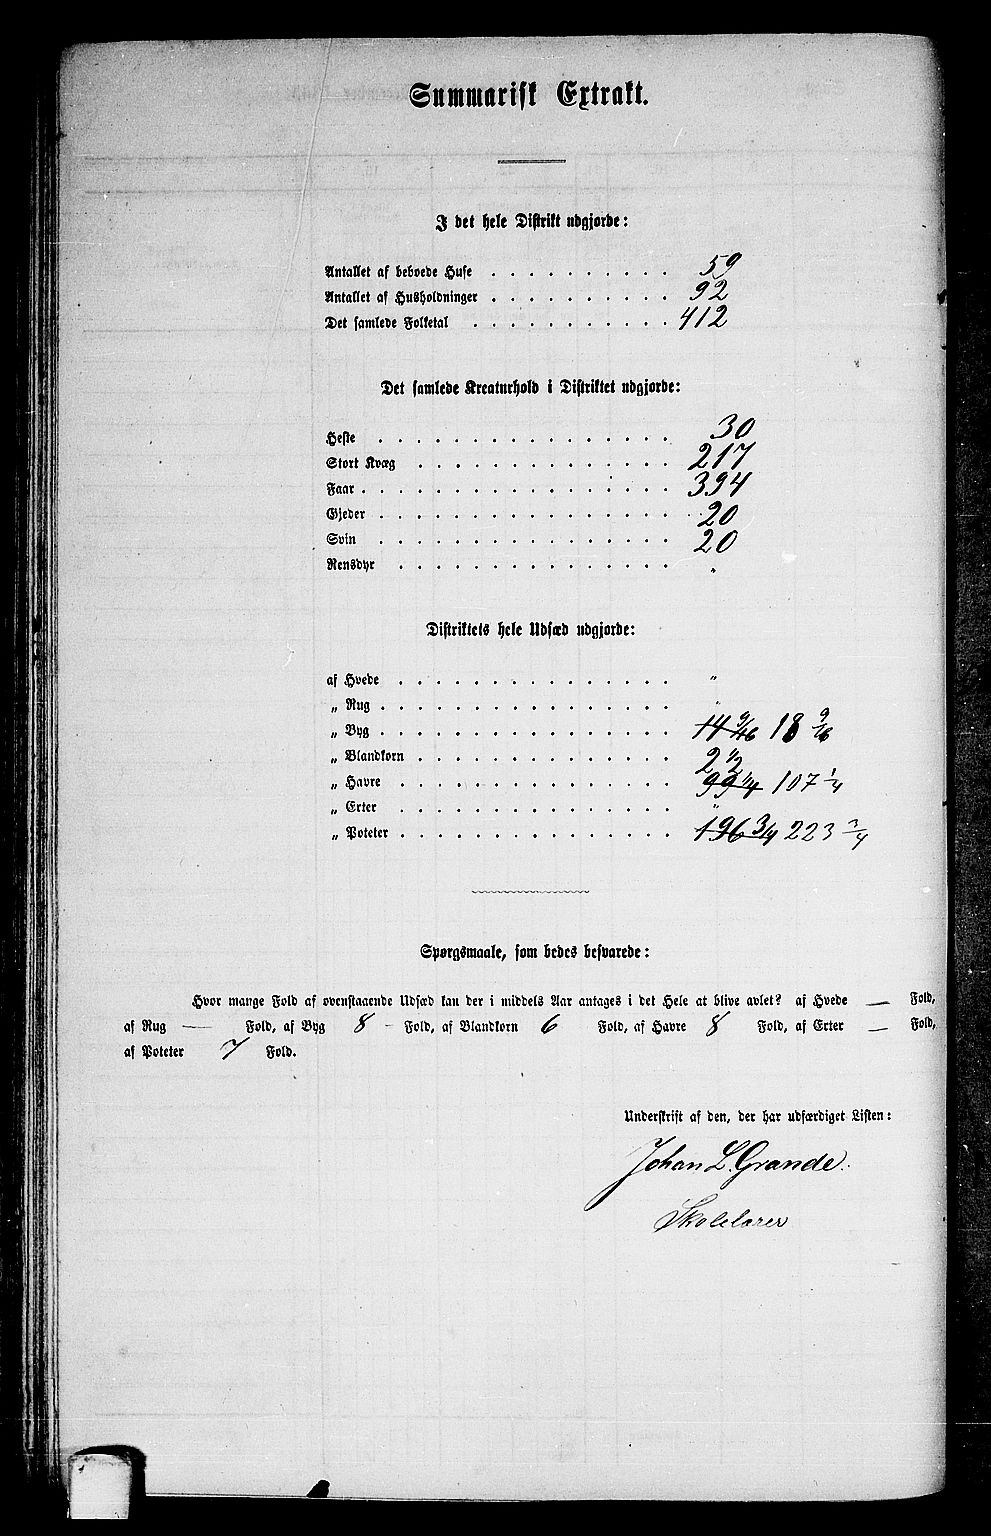 Summarisk Extrakt.
I det hele Distrikt udgjorde:
Antallet af beboede Huse . . . . . . . . . . 59
Antallet af Husholdninger . . . . . . . . . . 92
Det samlede Folketal . . . . . . . . . . . 412
Det samlede Kreaturhold i Distriktet udgjorde:
Heste . . . . . . . . . . . . . . . . 30
Stort Kvæg . . . . . . . . . . . . . . 217
Faar . . . . . . . . . . . . . . . . . 394
Gjeder . . . . . . . . . . . . . . . . 20
Svin . . . . . . . . . . . . . . . . 20
Rensdyr . . . . . . . . . . . . . . . "
Distriktets hele Udsæd udgjorde:
af Hvede . . . . . . . . . . . . . . . "
„ Rug . . . . . . . . . . . . . . . . "
„ Byg . . . . . . . . . . . . . . . . 14 9/16 18 9/16
„ Blandkorn . . . . . . . . . . . . . . 2 1/2
„ Havre . . . . . . . . . . . . . . . 99 1/4 107 1/4
„ Erter . . . . . . . . . . . . . . . "
„ Poteter . . . . . . . . . . . . . . . 196 3/4 223 3/4
Spørgsmaale, som bedes besvarede:
Hvor mange Fold af ovenstaaende Udsæd kan der i middels Aar antages i det Hele at blive avlet? af Hvede — Fold,
af Rug — Fold, af Byg 8 - Fold, af Blandkorn 6 Fold, af Havre 8 Fold, af Erter — Fold,
af Poteter 7 Fold.
Underskrift af den, der har udfærdiget Listen:
Johan L. Grande.
Skolelærer